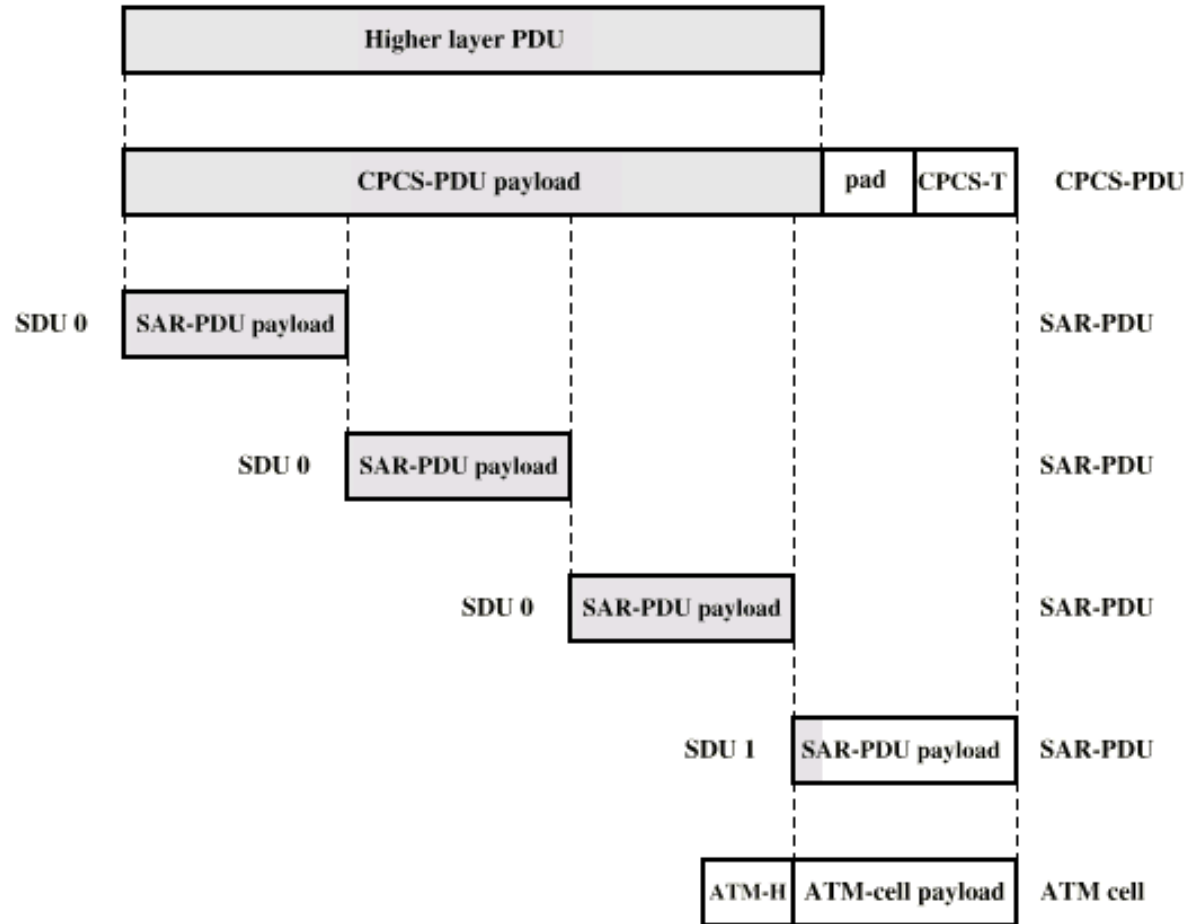 Higher layer PDU
CPCS-PDU payload pad CPCS-T CPCS-PDU
SDU 0 SAR-PDU payload SAR-PDU
SDU 0 SAR-PDU payload SAR-PDU
SDU 0 SAR-PDU payload SAR-PDU
SDU 1 SAR-PDU payload SAR-PDU
ATM-H ATM-cell payload ATM cell